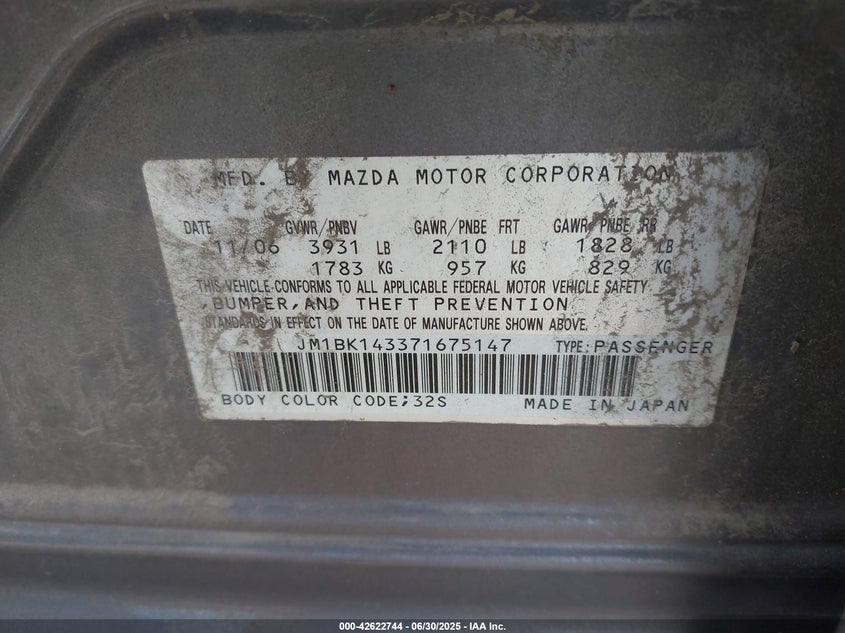 MFD. B MAZDA MOTOR CORPORATION
DATE GVWR/PNBV GAWR/PNBE FRT GAWR/PNBE RR
11/06 3931 LB 2110 LB 1828 LB
1783 KG 957 KG 829 KG
THIS VEHICLE CONFORMS TO ALL APPLICABLE FEDERAL MOTOR VEHICLE SAFETY
,BUMPER,AND THEFT PREVENTION
STANDARDS IN EFFECT ON THE DATE OF MANUFACTURE SHOWN ABOVE.
JM1BK143371675147 TYPE:PASSENGER
BODY COLOR CODE;32S MADE IN JAPAN
000-42622744 - 06/30/2025 - IAA Inc.